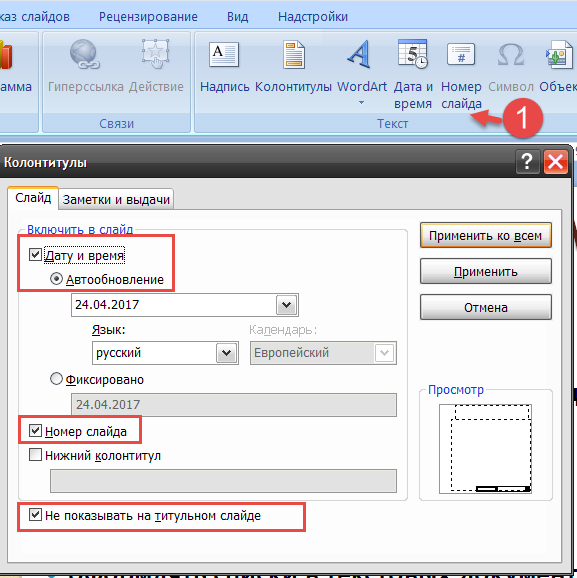 каз слайдов Рецензирование Вид Надстройки
амма Гиперссылка Действие Надпись Колонтитулы WordArt Дата и время Номер слайда Символ Объек
Связи Текст
1
Колонтитулы
Слайд Заметки и выдачи
Включить в слайд
Дату и время
Автообновление
24.04.2017
Язык: Календарь:
русский Европейский
Фиксировано
24.04.2017
Номер слайда
Нижний колонтитул
Не показывать на титульном слайде
Применить ко всем
Применить
Отмена
Просмотр